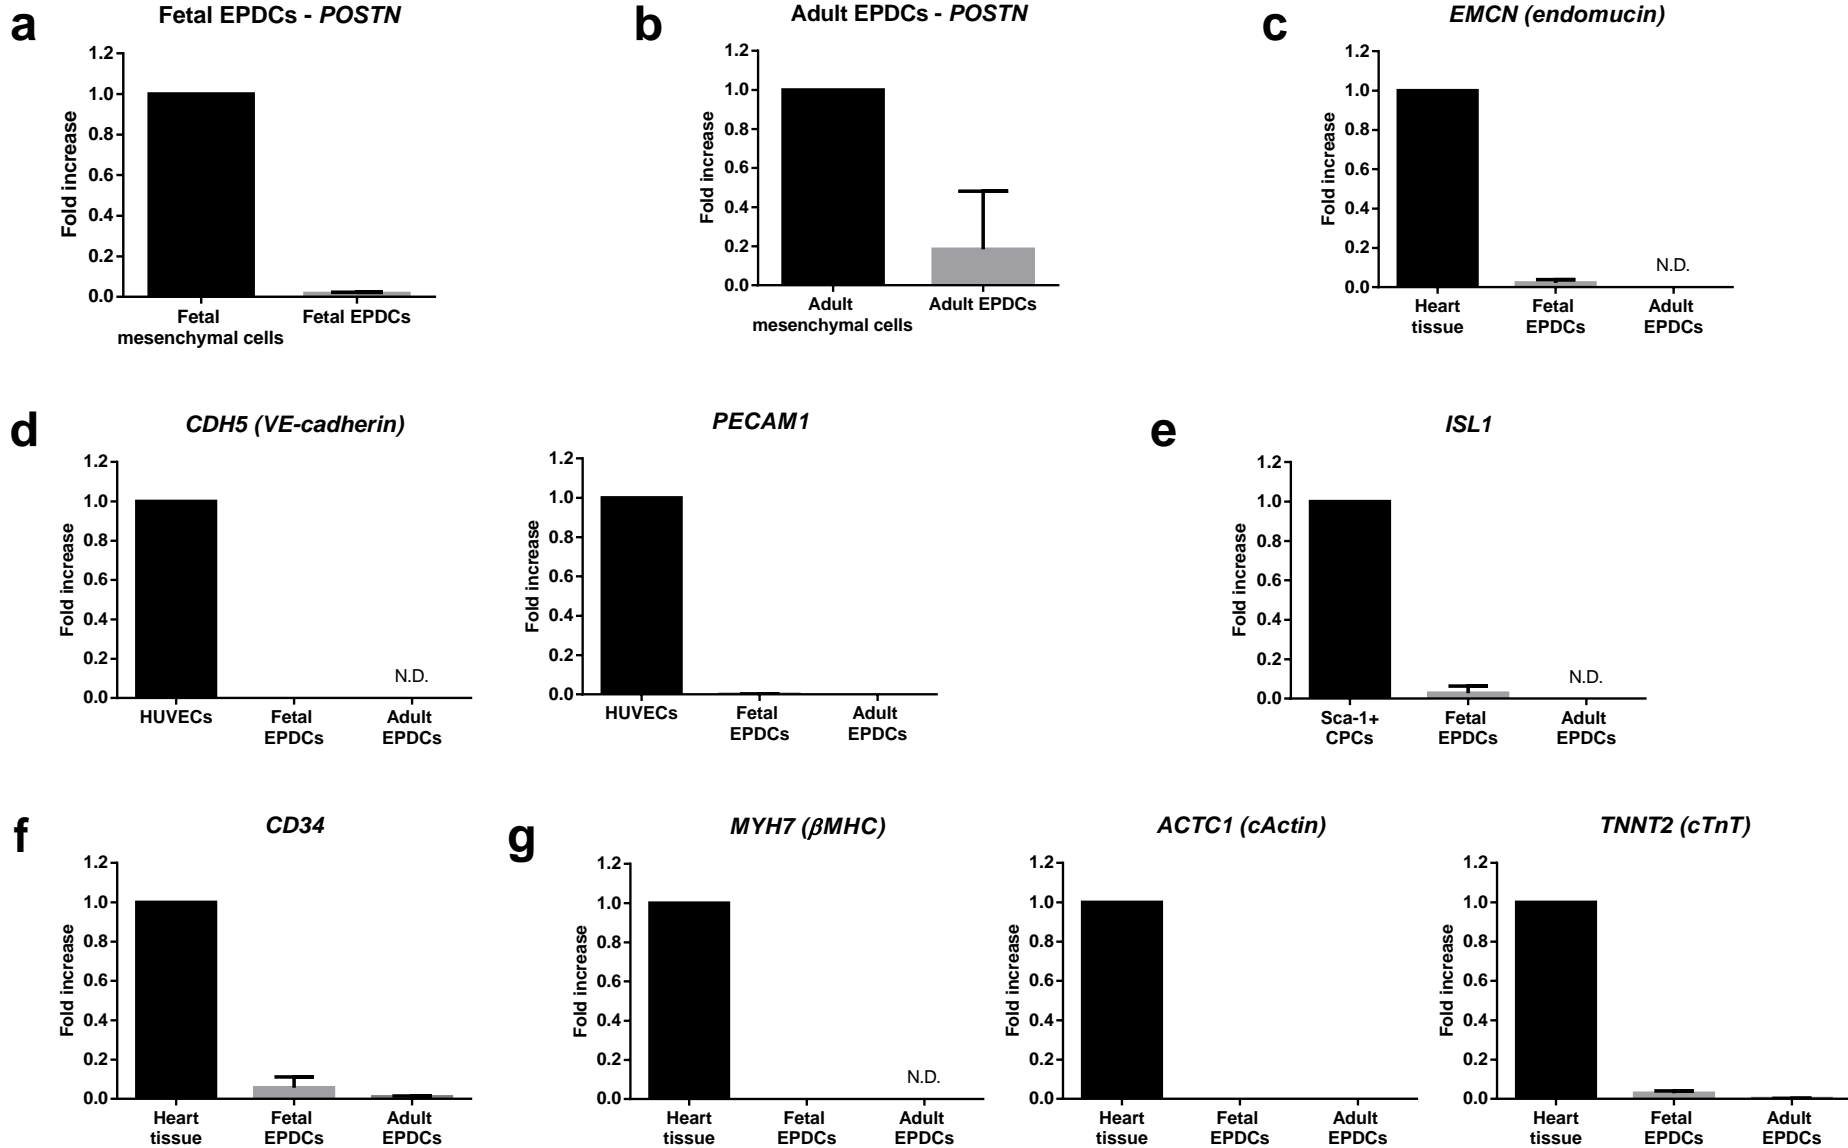 a
Fetal EPDCs - POSTN
Fold increase
1.2
1.0
0.8
0.6
0.4
0.2
0.0
Fetal
mesenchymal cells
Fetal EPDCs
b
Adult EPDCs - POSTN
Fold increase
1.2
1.0
0.8
0.6
0.4
0.2
0.0
Adult
mesenchymal cells
Adult EPDCs
c
EMCN (endomucin)
Fold increase
1.2
1.0
0.8
0.6
0.4
0.2
0.0
N.D.
Heart
tissue
Fetal
EPDCs
Adult
EPDCs
d
CDH5 (VE-cadherin)
Fold increase
1.2
1.0
0.8
0.6
0.4
0.2
0.0
N.D.
HUVECs
Fetal
EPDCs
Adult
EPDCs
PECAM1
Fold increase
1.2
1.0
0.8
0.6
0.4
0.2
0.0
HUVECs
Fetal
EPDCs
Adult
EPDCs
e
ISL1
Fold increase
1.2
1.0
0.8
0.6
0.4
0.2
0.0
N.D.
Sca-1+
CPCs
Fetal
EPDCs
Adult
EPDCs
f
CD34
Fold increase
1.2
1.0
0.8
0.6
0.4
0.2
0.0
Heart
tissue
Fetal
EPDCs
Adult
EPDCs
g
MYH7 (βMHC)
Fold increase
1.2
1.0
0.8
0.6
0.4
0.2
0.0
N.D.
Heart
tissue
Fetal
EPDCs
Adult
EPDCs
ACTC1 (cActin)
Fold increase
1.2
1.0
0.8
0.6
0.4
0.2
0.0
Heart
tissue
Fetal
EPDCs
Adult
EPDCs
TNNT2 (cTnT)
Fold increase
1.2
1.0
0.8
0.6
0.4
0.2
0.0
Heart
tissue
Fetal
EPDCs
Adult
EPDCs